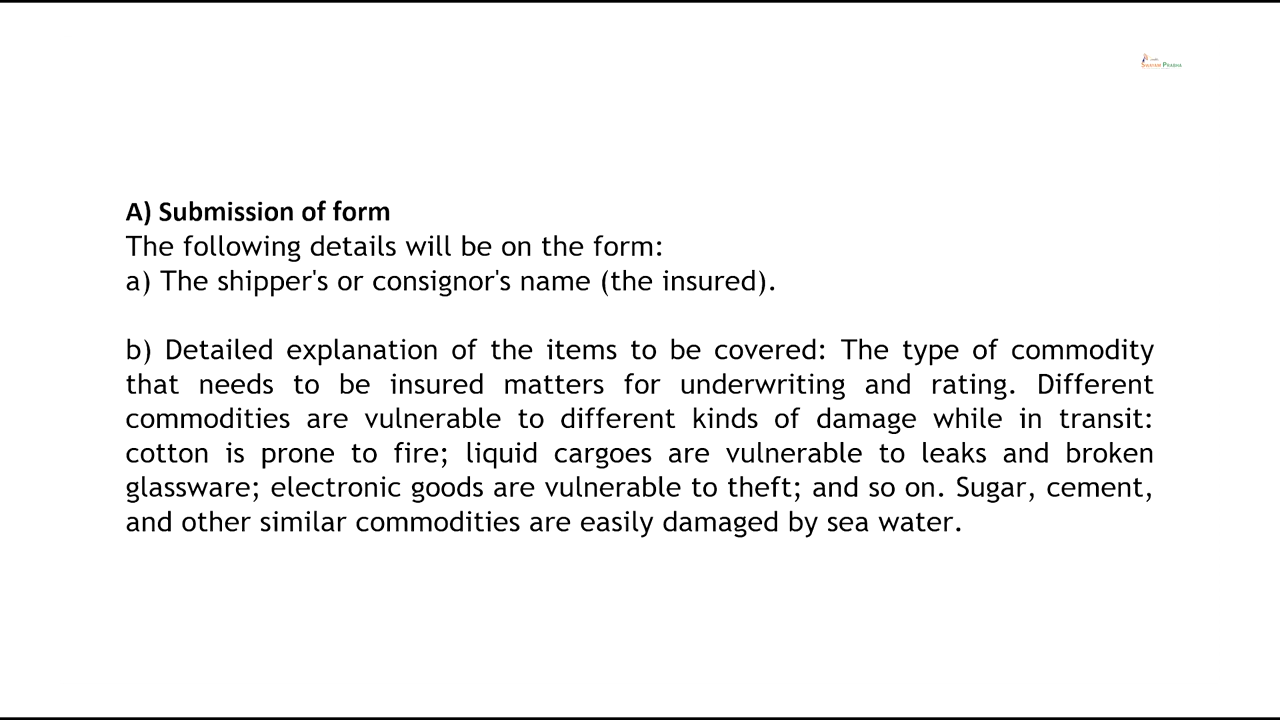 Swayam Prabha
A) Submission of form
The following details will be on the form:
a) The shipper's or consignor's name (the insured).
b) Detailed explanation of the items to be covered: The type of commodity
that needs to be insured matters for underwriting and rating. Different
commodities are vulnerable to different kinds of damage while in transit:
cotton is prone to fire; liquid cargoes are vulnerable to leaks and broken
glassware; electronic goods are vulnerable to theft; and so on. Sugar, cement,
and other similar commodities are easily damaged by sea water.